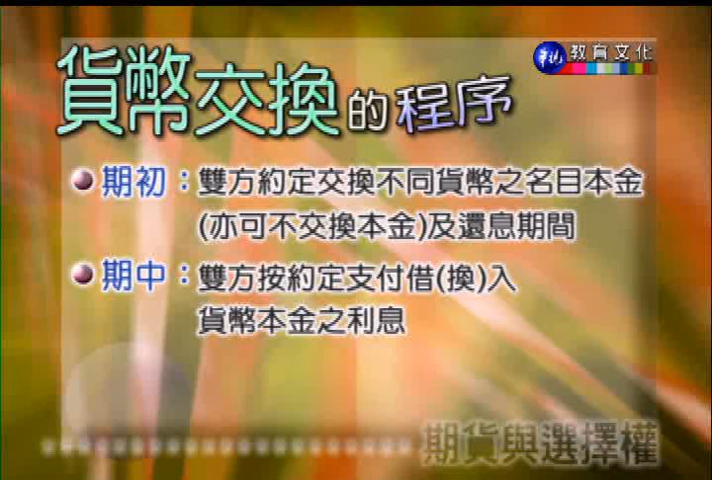 華視 教育文化
貨幣交換的程序
期初：雙方約定交換不同貨幣之名目本金
(亦可不交換本金)及還息期間
期中：雙方按約定支付借(換)入
貨幣本金之利息
期貨與選擇權